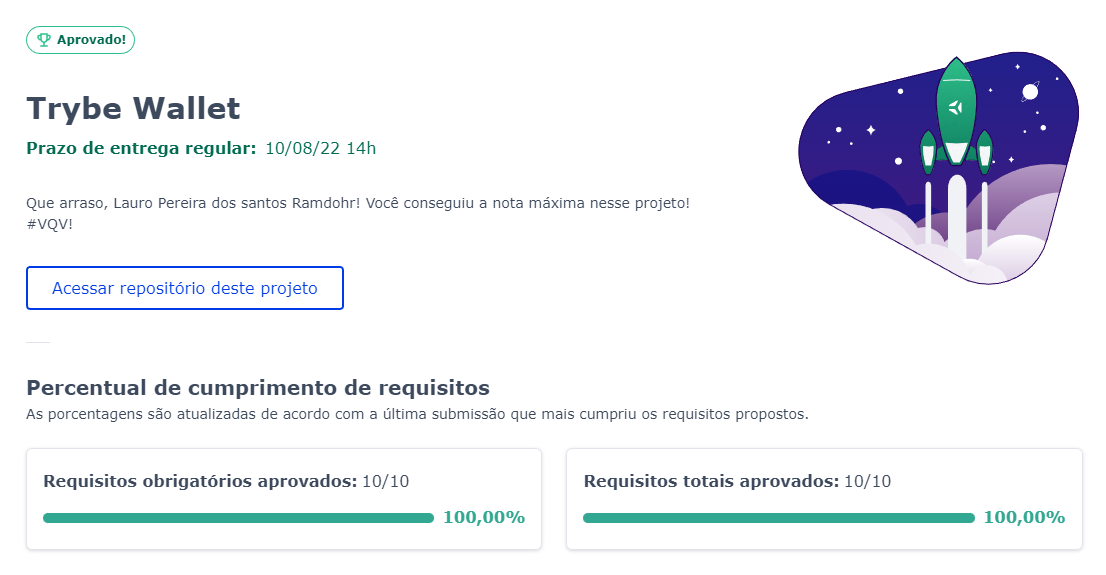 Aprovado!
Trybe Wallet
Prazo de entrega regular: 10/08/22 14h
Que arraso, Lauro Pereira dos santos Ramdohr! Você conseguiu a nota máxima nesse projeto!
#VQV!
Acessar repositório deste projeto
Percentual de cumprimento de requisitos
As porcentagens são atualizadas de acordo com a última submissão que mais cumpriu os requisitos propostos.
Requisitos obrigatórios aprovados: 10/10
100,00%
Requisitos totais aprovados: 10/10
100,00%